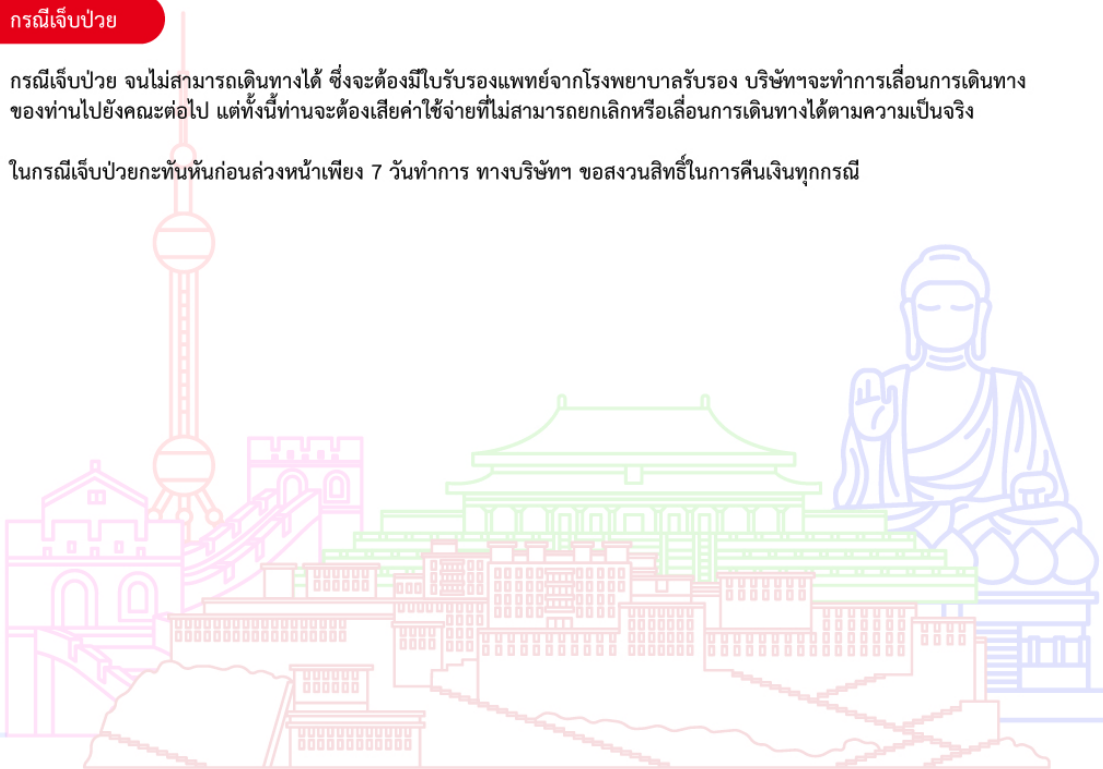 กรณีเจ็บป่วย
กรณีเจ็บป่วย จนไม่สามารถเดินทางได้ ซึ่งจะต้องมีใบรับรองแพทย์จากโรงพยาบาลรับรอง บริษัทฯจะทำการเลื่อนการเดินทาง
ของท่านไปยังคณะต่อไป แต่ทั้งนี้ท่านจะต้องเสียค่าใช้จ่ายที่ไม่สามารถยกเลิกหรือเลื่อนการเดินทางได้ตามความเป็นจริง
ในกรณีเจ็บป่วยกะทันหันก่อนล่วงหน้าเพียง 7 วันทำการ ทางบริษัทฯ ขอสงวนสิทธิ์ในการคืนเงินทุกกรณี